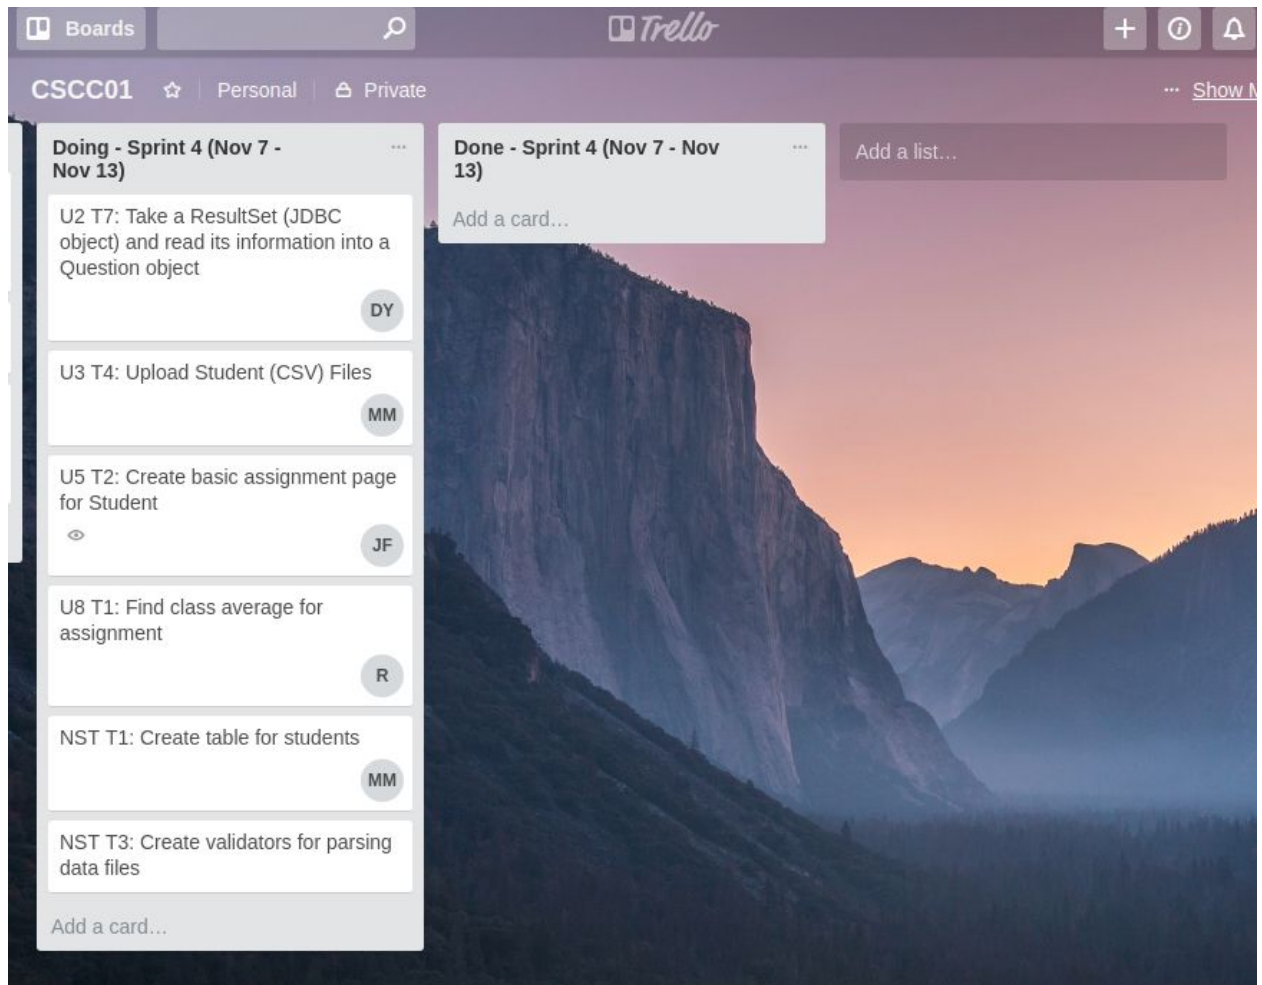 Boards
Trello
CSCC01
Personal
Private
... Show
Doing - Sprint 4 (Nov 7 -
Nov 13)
U2 T7: Take a ResultSet (JDBC
object) and read its information into a
Question object
DY
U3 T4: Upload Student (CSV) Files
MM
U5 T2: Create basic assignment page
for Student
JF
U8 T1: Find class average for
assignment
R
NST T1: Create table for students
MM
NST T3: Create validators for parsing
data files
Add a card…
Done - Sprint 4 (Nov 7 - Nov
13)
Add a card…
Add a list…